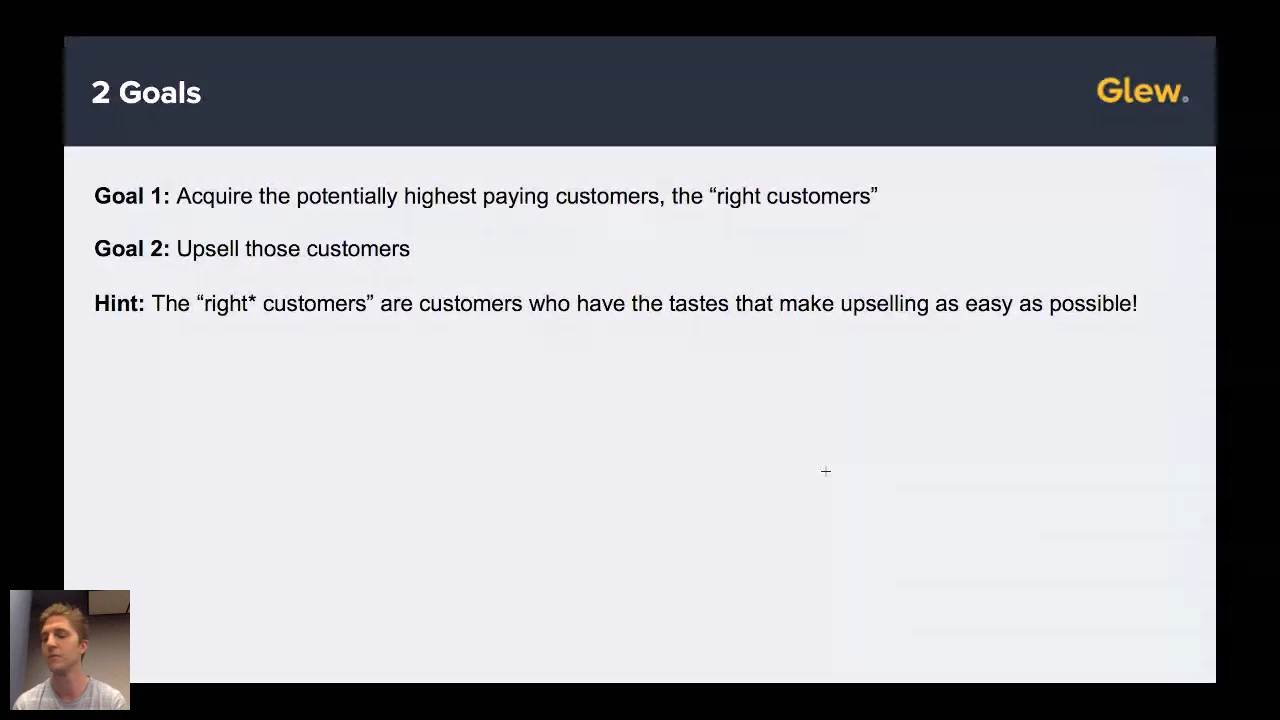 2 Goals
Glew.
Goal 1: Acquire the potentially highest paying customers, the “right customers”
Goal 2: Upsell those customers
Hint: The “right* customers” are customers who have the tastes that make upselling as easy as possible!